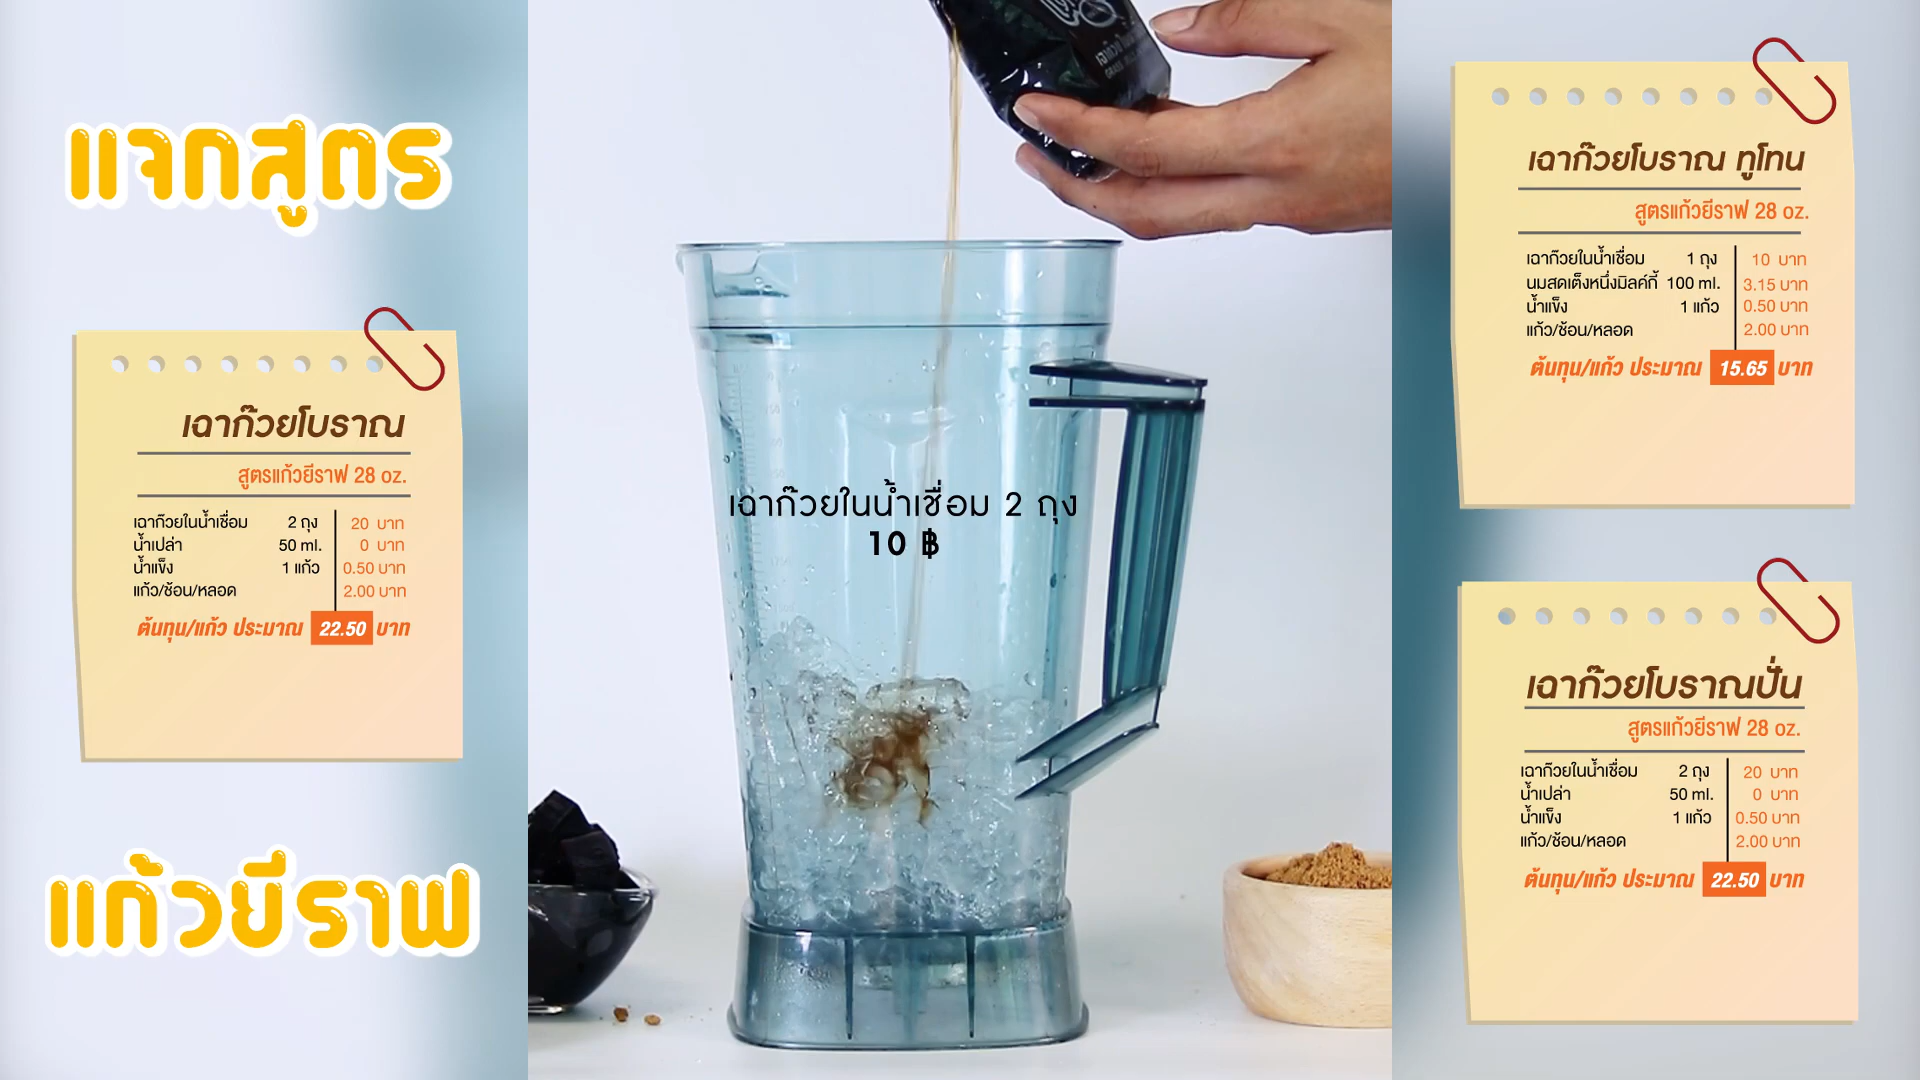 แจกสูตร
เฉาก๊วยโบราณ
สูตรแก้วยีราฟ 28 oz.
เฉาก๊วยในน้ำเชื่อม 2 ถุง 20 บาท
น้ำเปล่า 50 ml. 0 บาท
น้ำแข็ง 1 แก้ว 0.50 บาท
แก้ว/ช้อน/หลอด 2.00 บาท
ต้นทุน/แก้ว ประมาณ 22.50 บาท
แก้วยีราฟ
เฉาก๊วยในน้ำเชื่อม 2 ถุง
10 ฿
เฉาก๊วยโบราณ ทูโทน
สูตรแก้วยีราฟ 28 oz.
เฉาก๊วยในน้ำเชื่อม 1 ถุง 10 บาท
นมสดเต็งหนึ่งมิลค์กี้ 100 ml. 3.15 บาท
น้ำแข็ง 1 แก้ว 0.50 บาท
แก้ว/ช้อน/หลอด 2.00 บาท
ต้นทุน/แก้ว ประมาณ 15.65 บาท
เฉาก๊วยโบราณปั่น
สูตรแก้วยีราฟ 28 oz.
เฉาก๊วยในน้ำเชื่อม 2 ถุง 20 บาท
น้ำเปล่า 50 ml. 0 บาท
น้ำแข็ง 1 แก้ว 0.50 บาท
แก้ว/ช้อน/หลอด 2.00 บาท
ต้นทุน/แก้ว ประมาณ 22.50 บาท